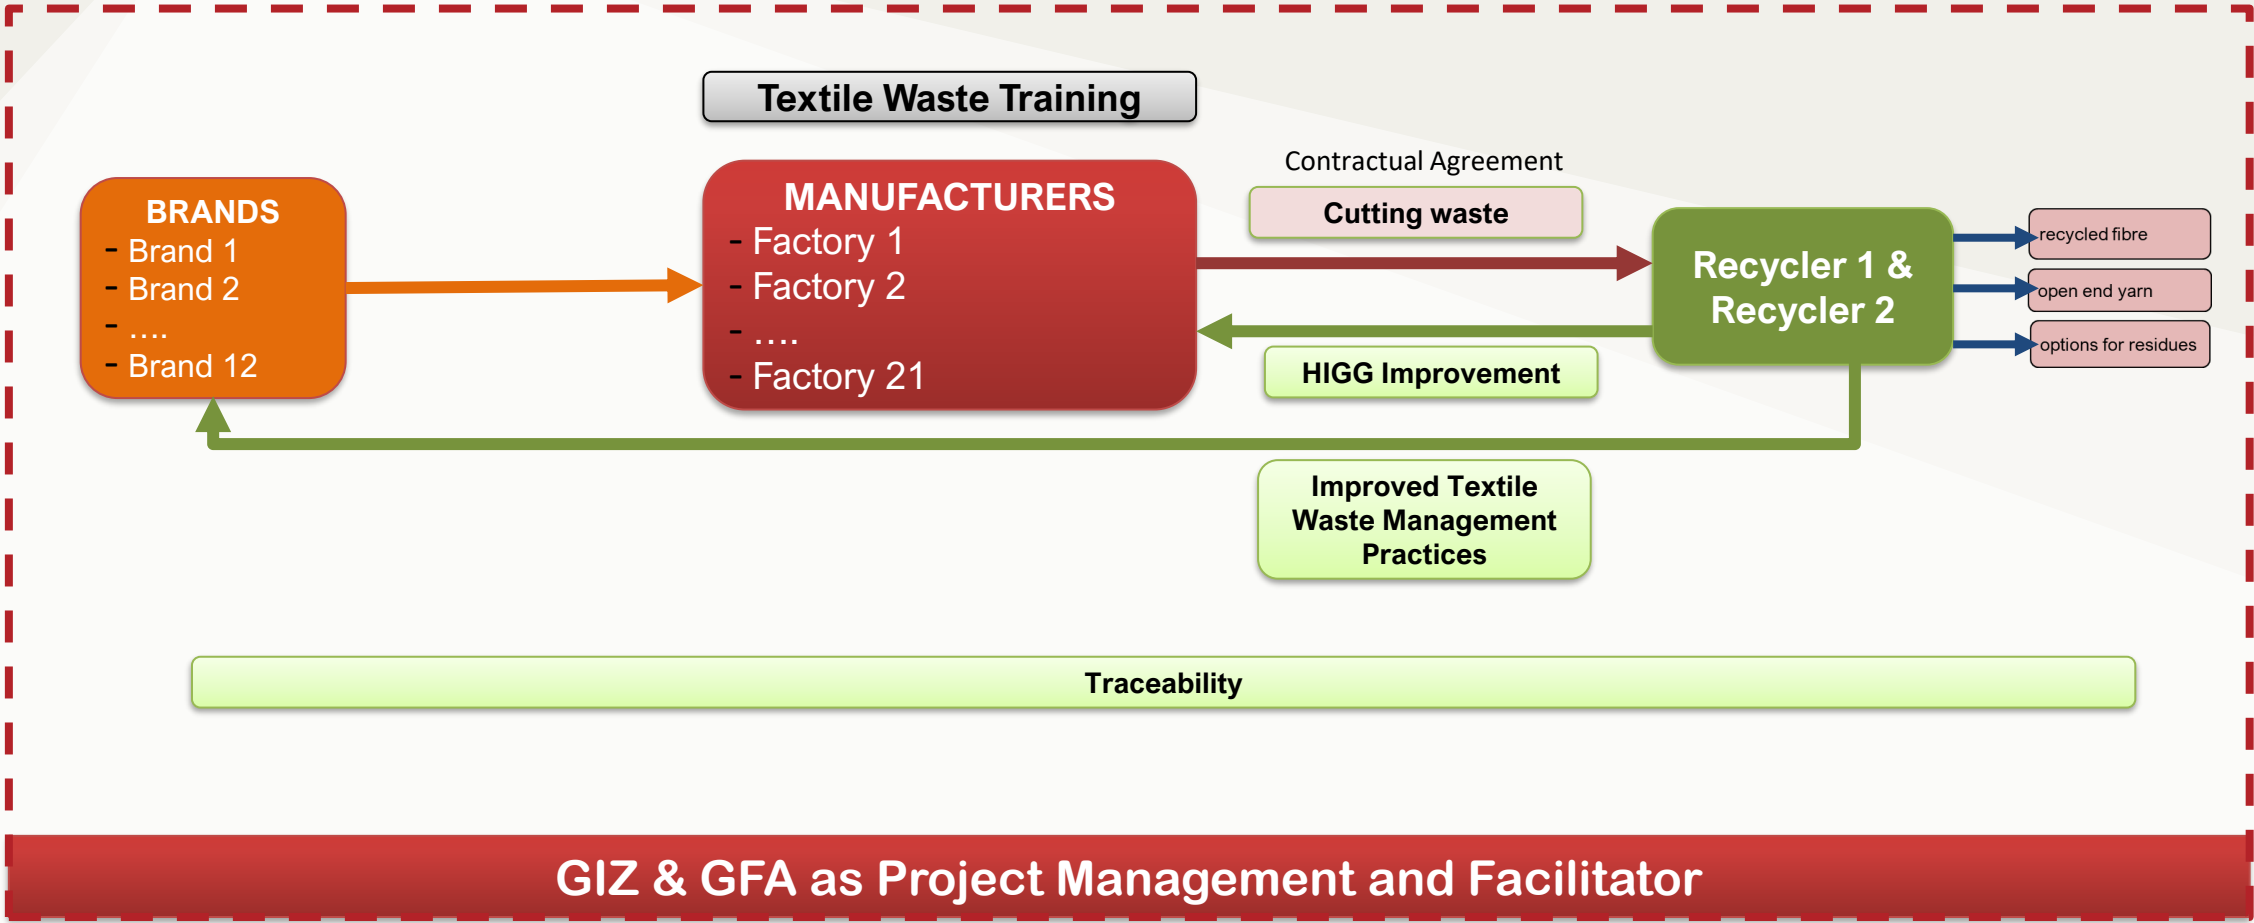 Textile Waste Training
BRANDS
- Brand 1
- Brand 2
- ....
- Brand 12
MANUFACTURERS
- Factory 1
- Factory 2
- ....
- Factory 21
Contractual Agreement
Cutting waste
HIGG Improvement
Recycler 1 &
Recycler 2
recycled fibre
open end yarn
options for residues
Improved Textile
Waste Management
Practices
Traceability
GIZ & GFA as Project Management and Facilitator